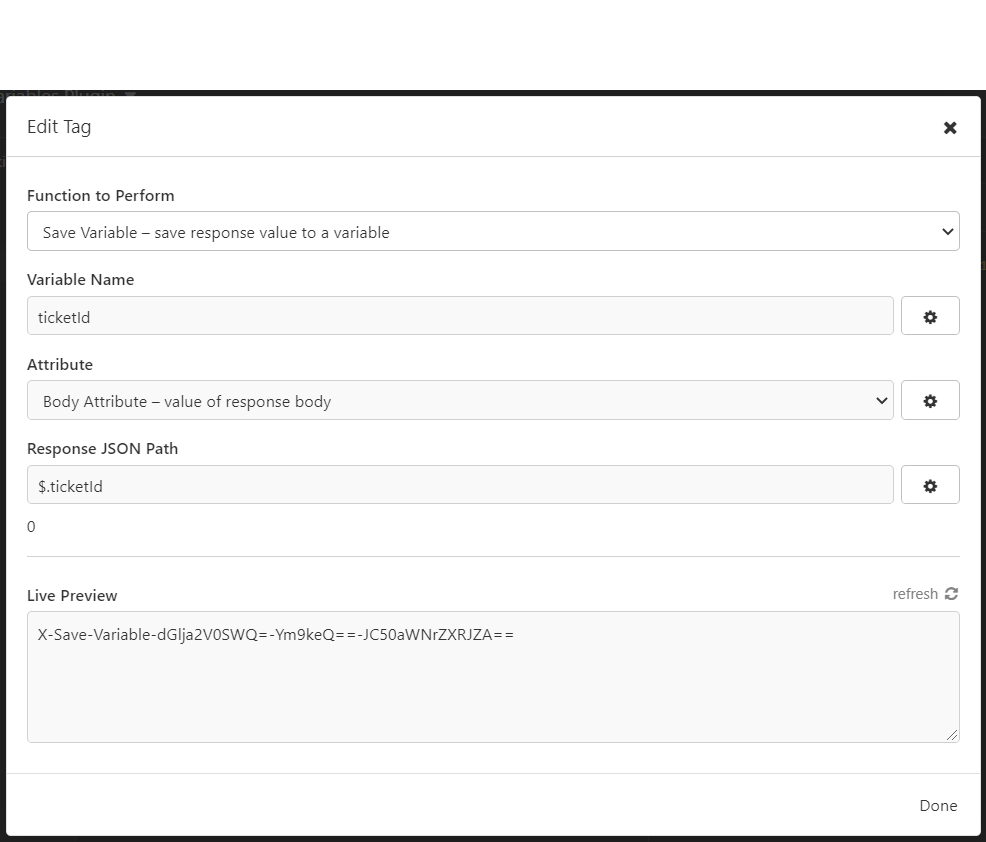 Edit Tag
Function to Perform
Save Variable – save response value to a variable
Variable Name
ticketId
Attribute
Body Attribute – value of response body
Response JSON Path
$.ticketId
0
Live Preview
refresh
X-Save-Variable-dGlja2V0SWQ=-Ym9keQ==-JC50aWNrZXRJZA==
Done